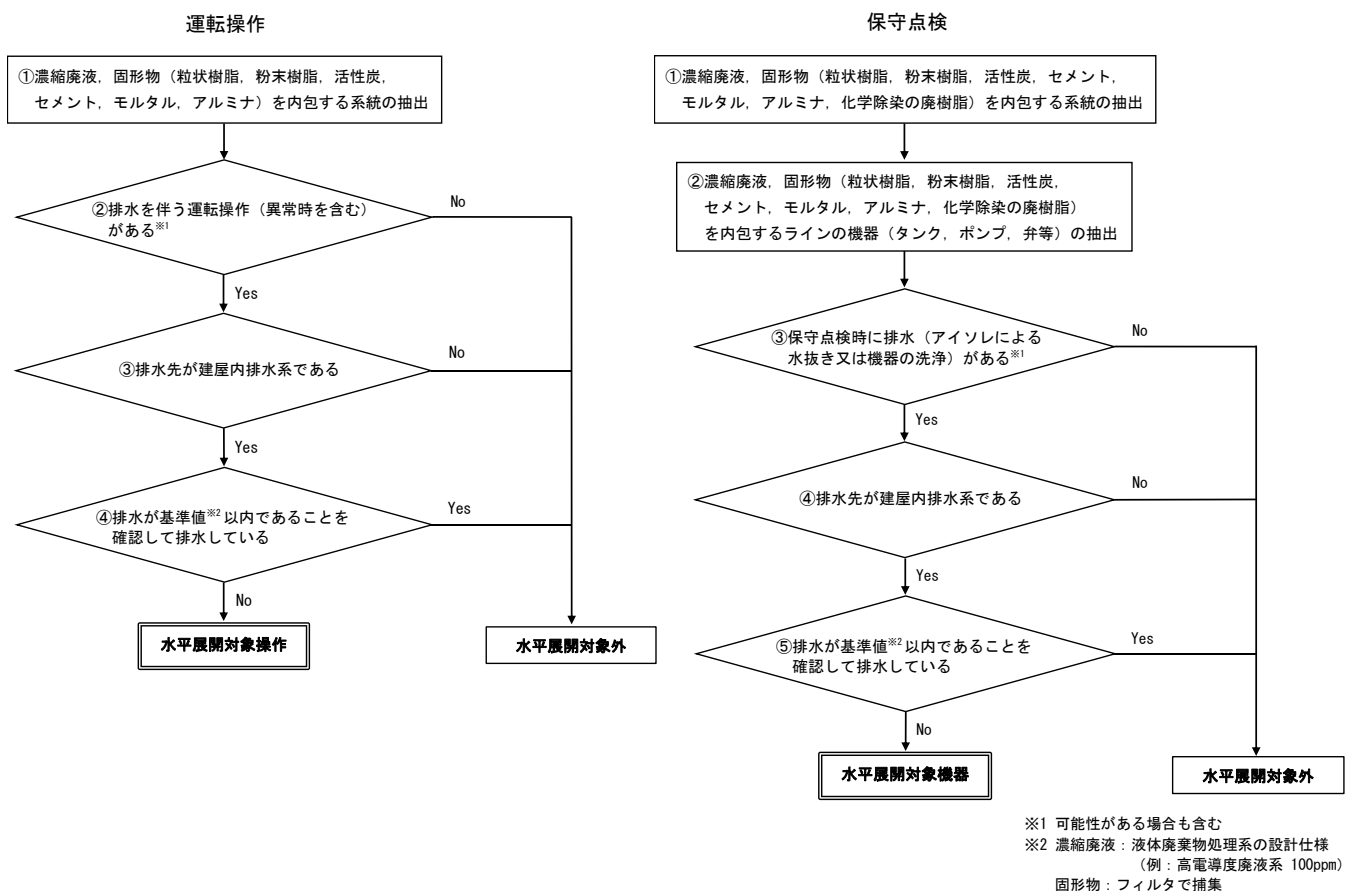 運転操作
①濃縮廃液，固形物（粒状樹脂，粉末樹脂，活性炭，
セメント，モルタル，アルミナ）を内包する系統の抽出
②排水を伴う運転操作（異常時を含む）
がある※1
No
Yes
③排水先が建屋内排水系である
No
Yes
④排水が基準値※2以内であることを
確認して排水している
Yes
No
水平展開対象操作
水平展開対象外
保守点検
①濃縮廃液，固形物（粒状樹脂，粉末樹脂，活性炭，セメント，
モルタル，アルミナ，化学除染の廃樹脂）を内包する系統の抽出
②濃縮廃液，固形物（粒状樹脂，粉末樹脂，活性炭，
セメント，モルタル，アルミナ，化学除染の廃樹脂）
を内包するラインの機器（タンク，ポンプ，弁等）の抽出
③保守点検時に排水（アイソレによる
水抜き又は機器の洗浄）がある※1
No
Yes
④排水先が建屋内排水系である
No
Yes
⑤排水が基準値※2以内であることを
確認して排水している
Yes
No
水平展開対象機器
水平展開対象外
※1 可能性がある場合も含む
※2 濃縮廃液：液体廃棄物処理系の設計仕様
（例：高電導度廃液系 100ppm）
固形物：フィルタで捕集